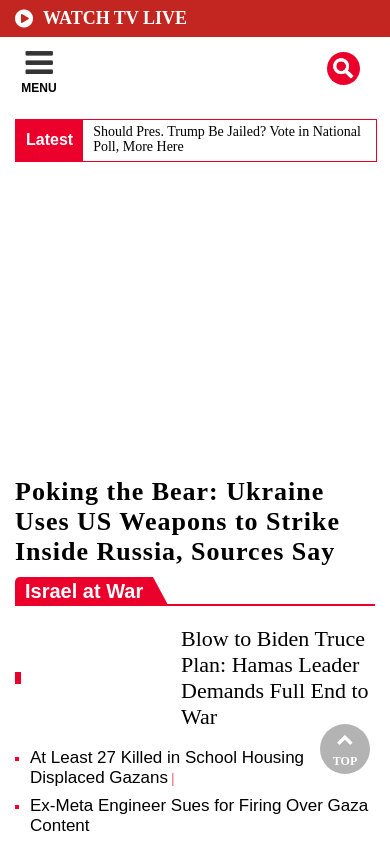 WATCH TV LIVE
MENU
Latest
Should Pres. Trump Be Jailed? Vote in National
Poll, More Here
Poking the Bear: Ukraine
Uses US Weapons to Strike
Inside Russia, Sources Say
Israel at War
Blow to Biden Truce
Plan: Hamas Leader
Demands Full End to
War
At Least 27 Killed in School Housing
Displaced Gazans |
TOP
Ex-Meta Engineer Sues for Firing Over Gaza
Content